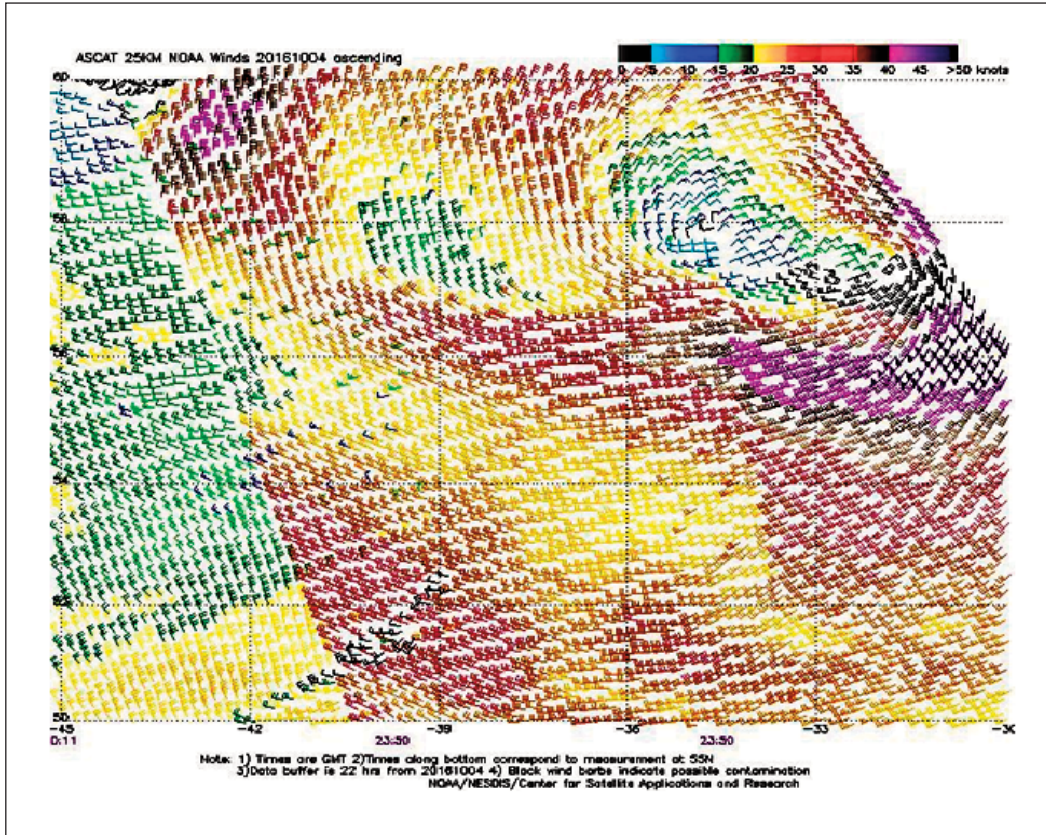 ASCAT 25KM NOAA Winds 20161004 ascending
0 5 10 15 20 25 30 35 40 45 >50 knots
60
58
56
54
52
50
-45 -42 -39 -36 -33 -30
0:11 23:50 23:50
Note: 1) Times are GMT 2)Times along bottom correspond to measurement at 55N
3)Data buffer is 22 hrs from 20161004 4) Black wind barbs indicate possible contamination
NOAA/NESDIS/Center for Satellite Applications and Research